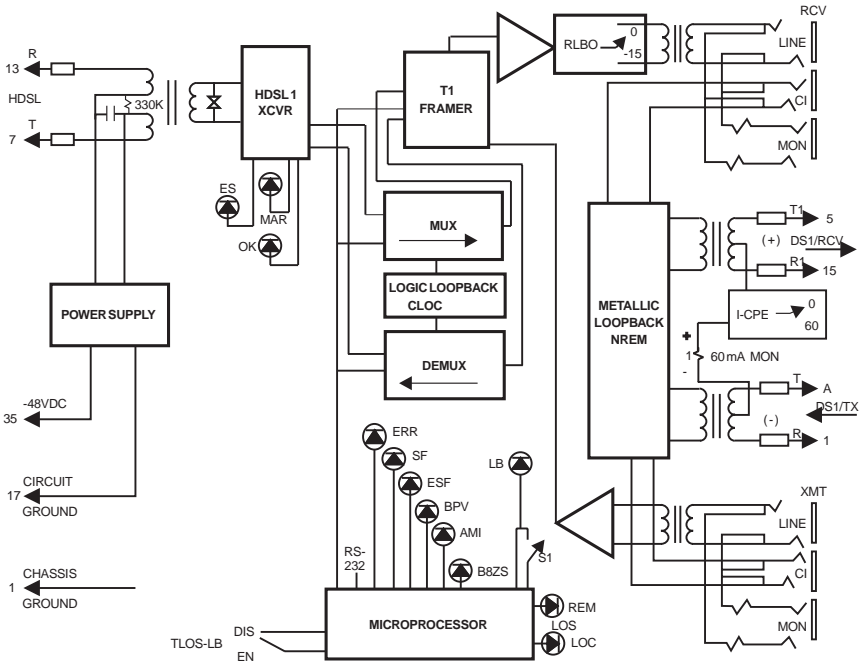 R
13
HDSL
T
7
330K
HDSL 1
XCVR
ES
MAR
OK
T1
FRAMER
RLBO
0
-15
RCV
LINE
CI
MON
MUX
LOGIC LOOPBACK
CLOC
DEMUX
POWER SUPPLY
-48VDC
35
CIRCUIT
17
GROUND
CHASSIS
1
GROUND
METALLIC
LOOPBACK
NREM
T1
5
(+)
DS1/RCV
R1
15
I-CPE
0
60
+
1
-
60mA MON
T
A
DS1/TX
(-)
R
1
ERR
SF
ESF
BPV
AMI
B8ZS
RS-
232
LB
S1
MICROPROCESSOR
REM
LOS
LOC
TLOS-LB
DIS
EN
XMT
LINE
CI
MON